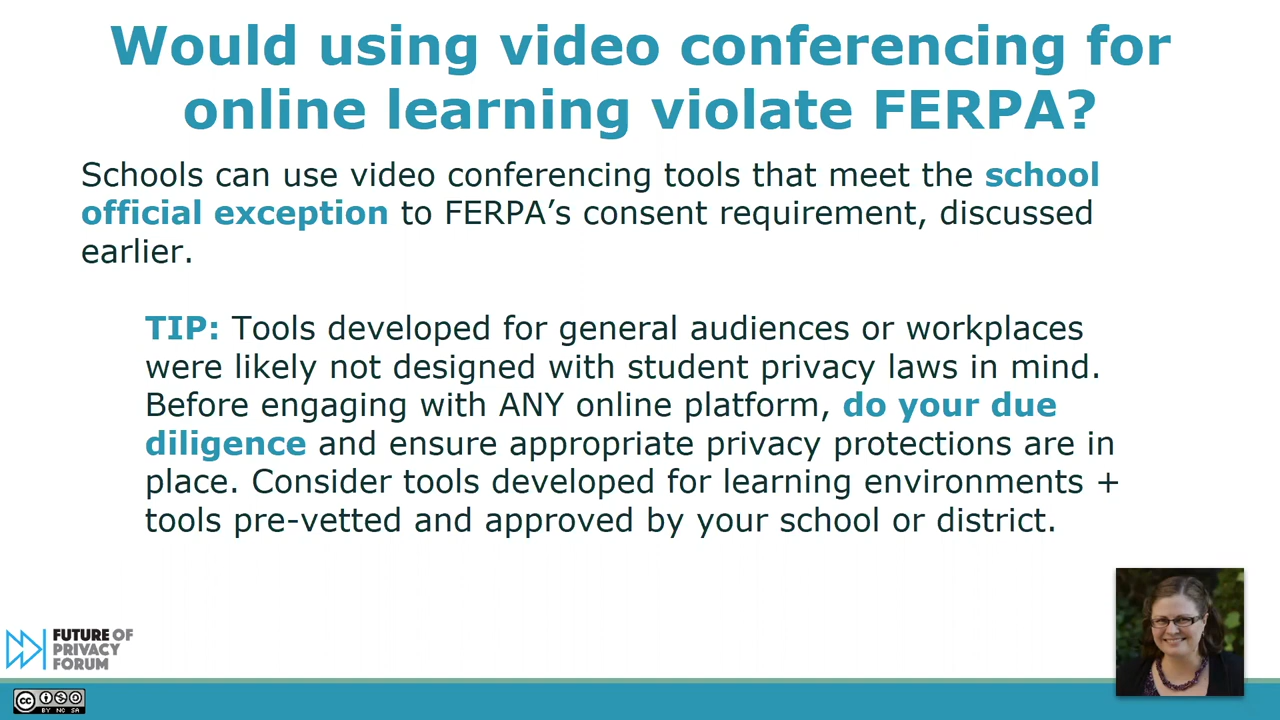 Would using video conferencing for
online learning violate FERPA?
Schools can use video conferencing tools that meet the school
official exception to FERPA’s consent requirement, discussed
earlier.
TIP: Tools developed for general audiences or workplaces
were likely not designed with student privacy laws in mind.
Before engaging with ANY online platform, do your due
diligence and ensure appropriate privacy protections are in
place. Consider tools developed for learning environments +
tools pre-vetted and approved by your school or district.
FUTURE OF
PRIVACY
FORUM
cc
BY NC SA